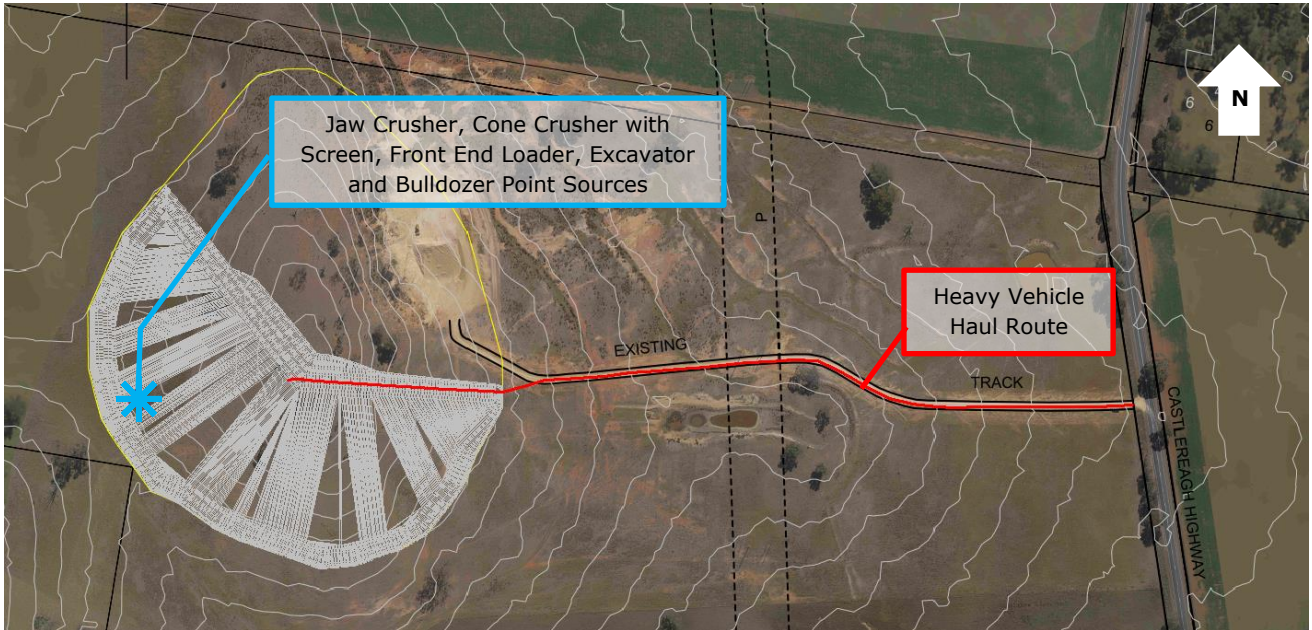 Jaw Crusher, Cone Crusher with
Screen, Front End Loader, Excavator
and Bulldozer Point Sources
N
6
6
P
Heavy Vehicle
Haul Route
EXISTING
TRACK
CASTLEREAGH HIGHWAY